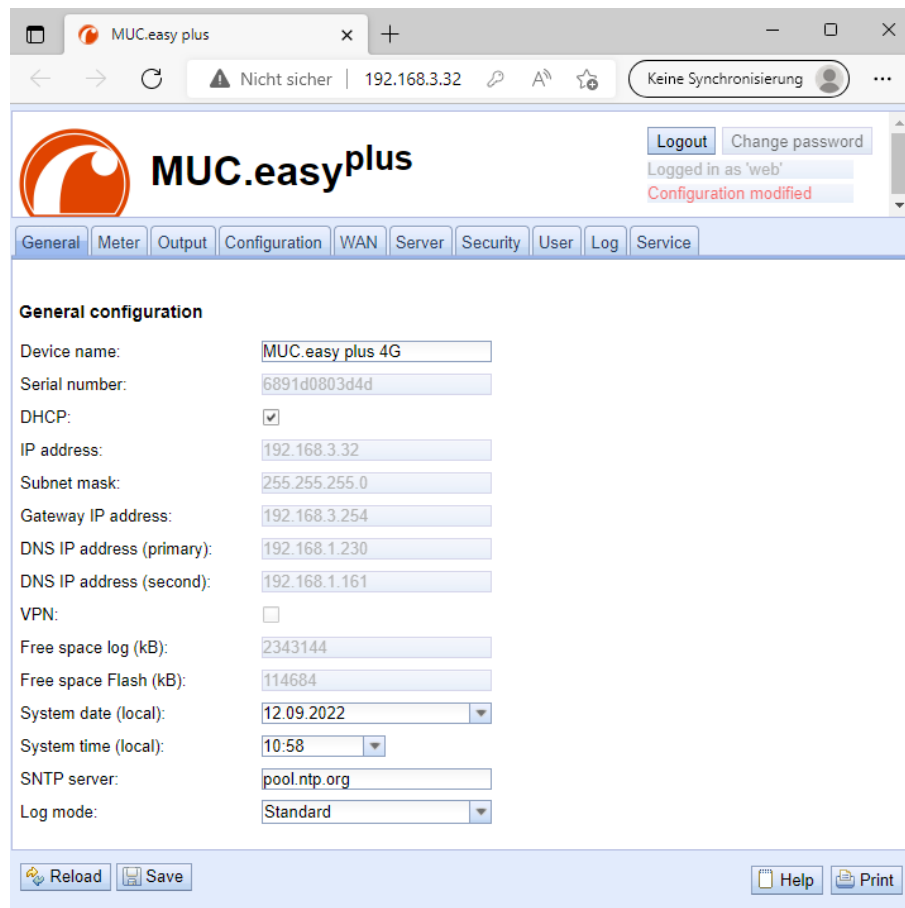 MUC.easy plus
Nicht sicher | 192.168.3.32 Keine Synchronisierung
MUC.easyplus
Logout Change password
Logged in as 'web'
Configuration modified
General Meter Output Configuration WAN Server Security User Log Service
General configuration
Device name: MUC.easy plus 4G
Serial number: 6891d0803d4d
DHCP:
IP address: 192.168.3.32
Subnet mask: 255.255.255.0
Gateway IP address: 192.168.3.254
DNS IP address (primary): 192.168.1.230
DNS IP address (second): 192.168.1.161
VPN:
Free space log (kB): 2343144
Free space Flash (kB): 114684
System date (local): 12.09.2022
System time (local): 10:58
SNTP server: pool.ntp.org
Log mode: Standard
Reload Save Help Print